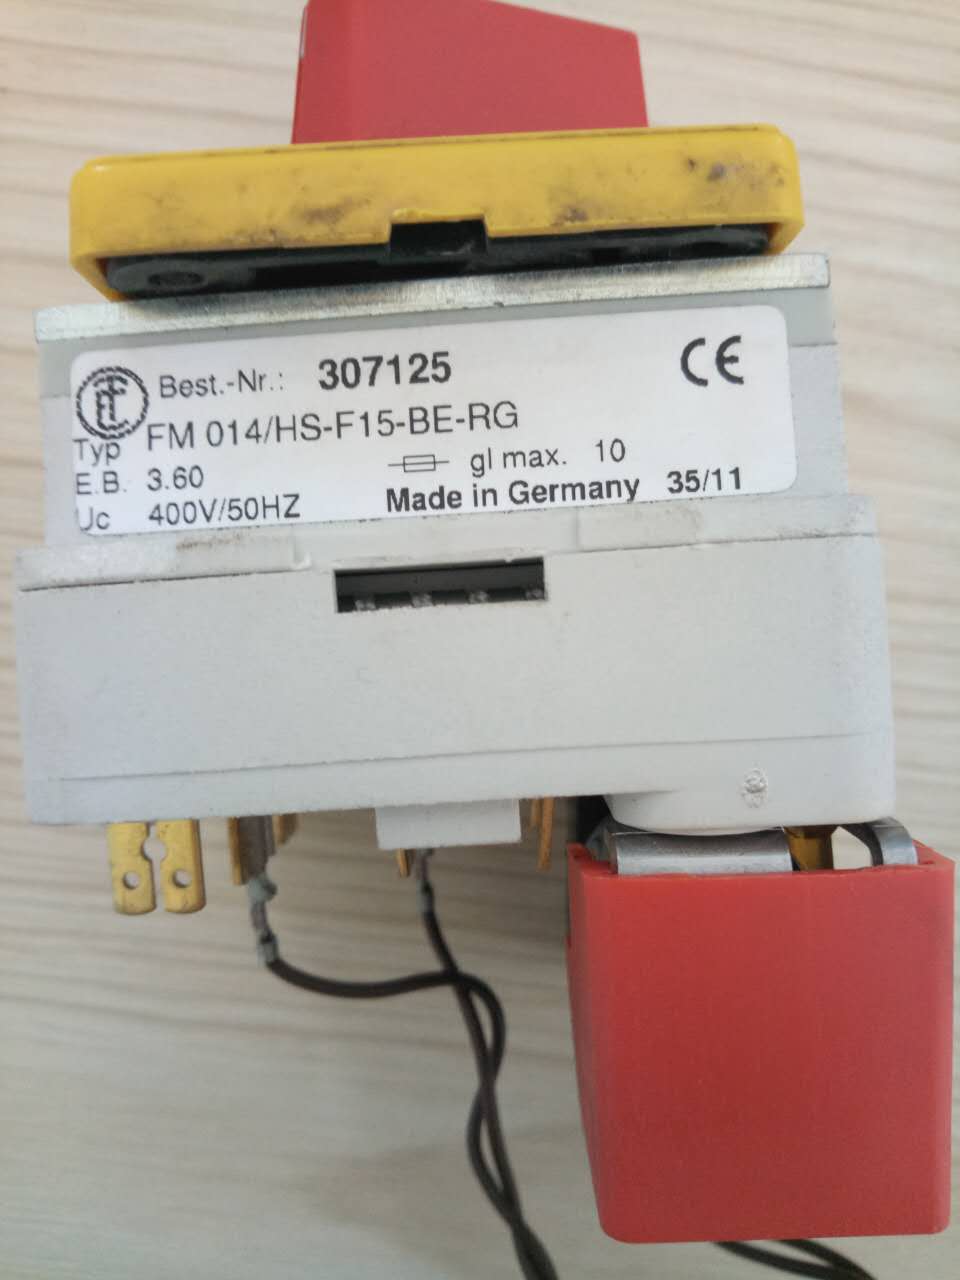 Best.-Nr.: 307125 CE
Typ FM 014/HS-F15-BE-RG
E.B. 3.60 gl max. 10
Uc 400V/50HZ Made in Germany 35/11